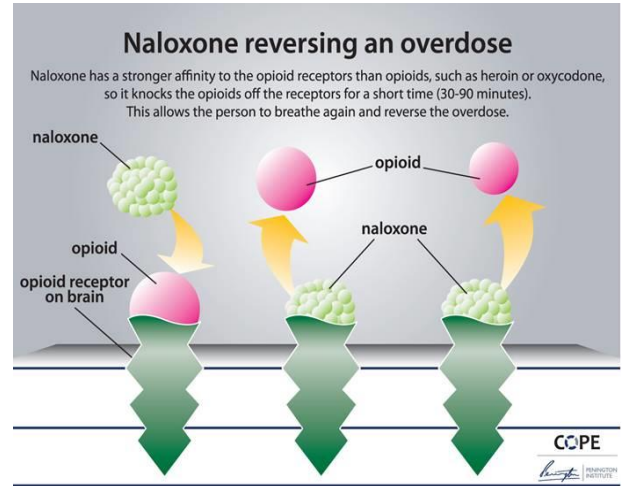 Naloxone reversing an overdose
Naloxone has a stronger affinity to the opioid receptors than opioids, such as heroin or oxycodone,
so it knocks the opioids off the receptors for a short time (30-90 minutes).
This allows the person to breathe again and reverse the overdose.
naloxone
opioid
opioid
naloxone
opioid receptor
on brain
COPE
PENINGTON
INSTITUTE